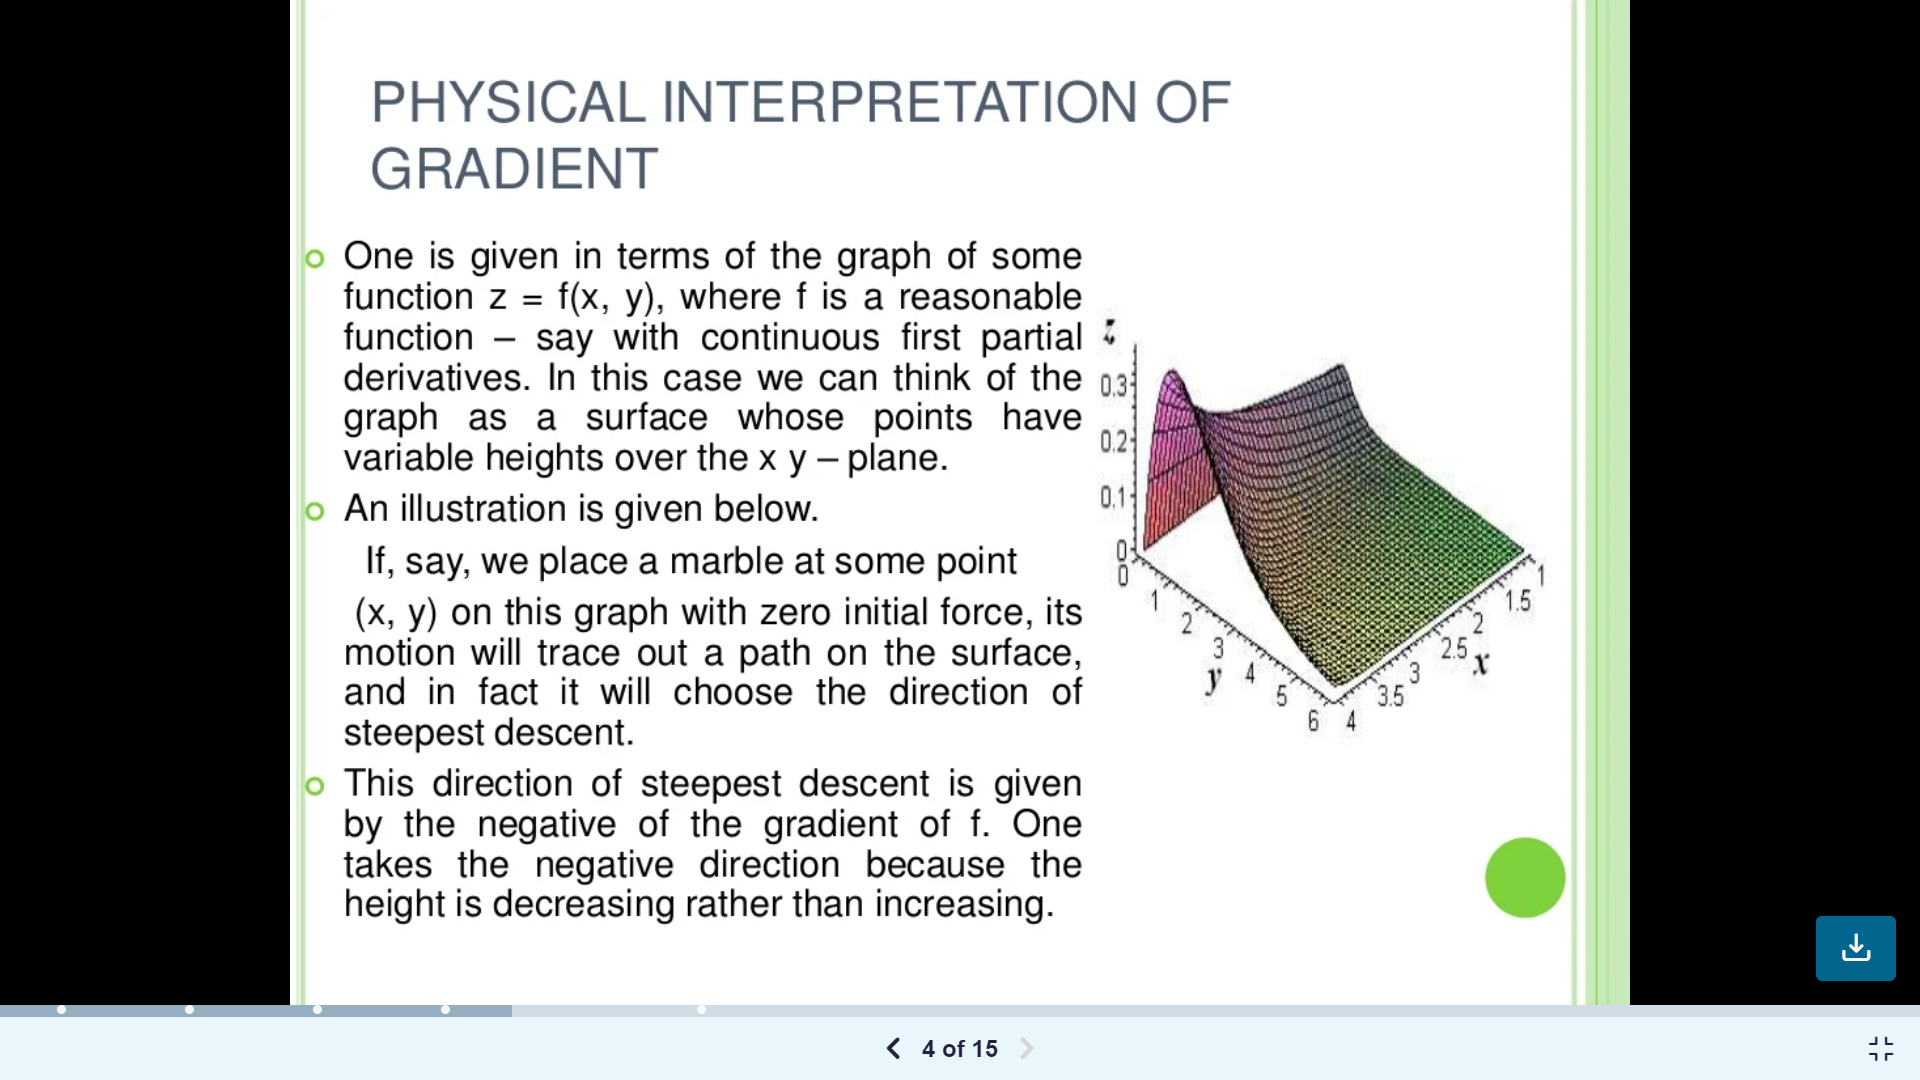 PHYSICAL INTERPRETATION OF
GRADIENT
One is given in terms of the graph of some
function z = f(x, y), where f is a reasonable
function – say with continuous first partial
derivatives. In this case we can think of the
graph as a surface whose points have
variable heights over the x y – plane.
An illustration is given below.
If, say, we place a marble at some point
(x, y) on this graph with zero initial force, its
motion will trace out a path on the surface,
and in fact it will choose the direction of
steepest descent.
This direction of steepest descent is given
by the negative of the gradient of f. One
takes the negative direction because the
height is decreasing rather than increasing.
z
0.3
0.2
0.1
0
0
1
2
3
y
4
5
6
4
3.5
3
2.5
x
2
1.5
1
4 of 15